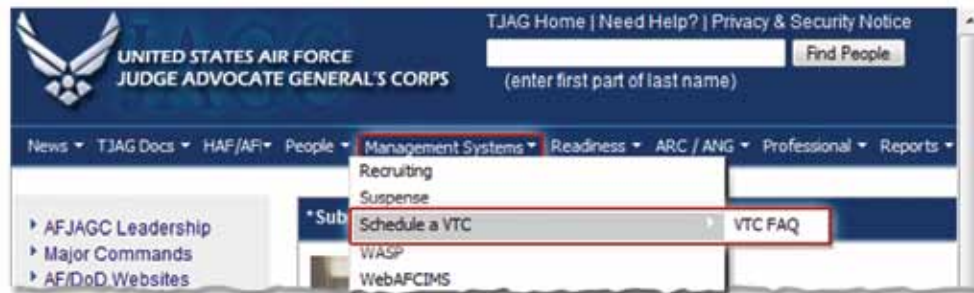 TJAG Home | Need Help? | Privacy & Security Notice
UNITED STATES AIR FORCE
JUDGE ADVOCATE GENERAL'S CORPS
Find People
(enter first part of last name)
News TJAG Docs HAF/AFI People Management Systems Readiness ARC / ANG Professional Reports
Recruiting
Suspense
AFJAGC Leadership
*Sub
Schedule a VTC
VTC FAQ
Major Commands
WASP
AF/DoD Websites
WebAFCIMS